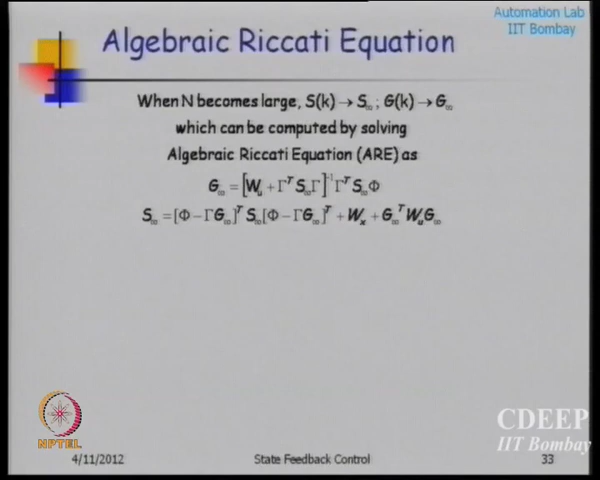 Automation Lab
IIT Bombay
Algebraic Riccati Equation
When N becomes large, S(k) → S∞ ; G(k) → G∞
which can be computed by solving
Algebraic Riccati Equation (ARE) as
G∞ = [Wᵤ + Γᵀ S∞ Γ]⁻¹ Γᵀ S∞ Φ
S∞ = [Φ − ΓG∞]ᵀ S∞ [Φ − ΓG∞]ᵀ + Wₓ + G∞ᵀ Wᵤ G∞
NPTEL
CDEEP
IIT Bombay
4/11/2012 State Feedback Control 33